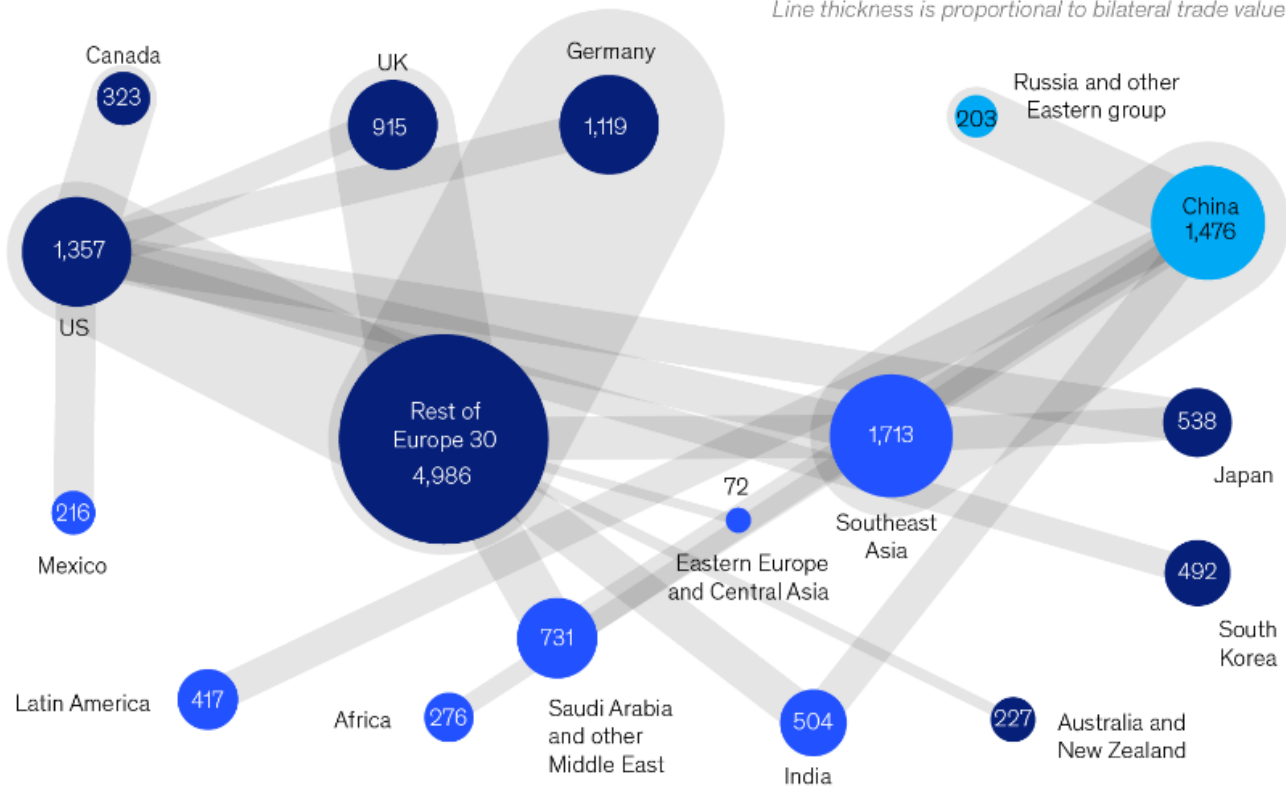 Line thickness is proportional to bilateral trade value
Canada
323
UK
915
Germany
1,119
Russia and other
Eastern group
203
China
1,476
1,357
US
Rest of
Europe 30
4,986
1,713
Southeast
Asia
538
Japan
216
Mexico
72
Eastern Europe
and Central Asia
492
South
Korea
731
Saudi Arabia
and other
Middle East
Latin America
417
Africa
276
504
India
227
Australia and
New Zealand